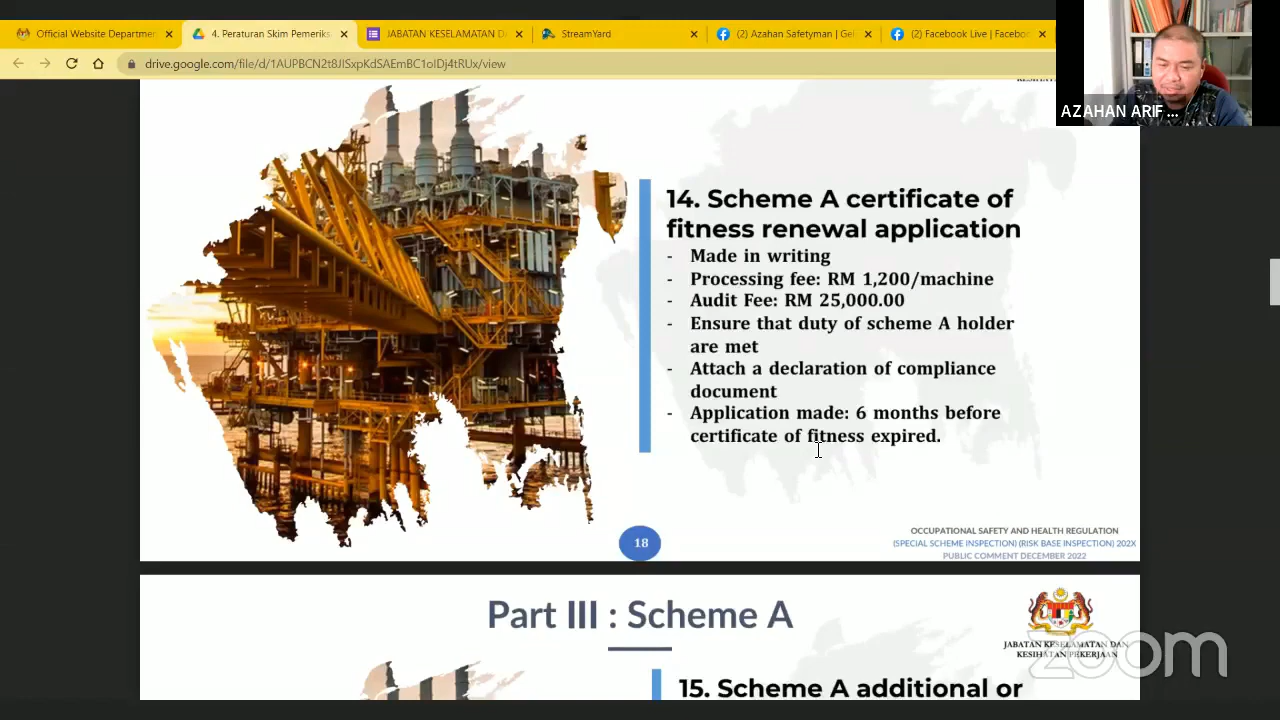 Official Website Departmen
4. Peraturan Skim Pemeriks
JABATAN KESELAMATAN D
StreamYard
(2) Azahan Safetyman | Gel
(2) Facebook Live | Faceboo
drive.google.com/file/d/1AUPBCN2t8JISxpKdSAEmBC1oIDj4tRUx/view
AZAHAN ARIF ...
14. Scheme A certificate of
fitness renewal application
- Made in writing
- Processing fee: RM 1,200/machine
- Audit Fee: RM 25,000.00
- Ensure that duty of scheme A holder
are met
- Attach a declaration of compliance
document
- Application made: 6 months before
certificate of fitness expired.
18
OCCUPATIONAL SAFETY AND HEALTH REGULATION
(SPECIAL SCHEME INSPECTION) (RISK BASE INSPECTION) 202X
PUBLIC COMMENT DECEMBER 2022
Part III : Scheme A
JABATAN KESELAMATAN DAN
KESIHATAN PEKERJAAN
zoom
15. Scheme A additional or